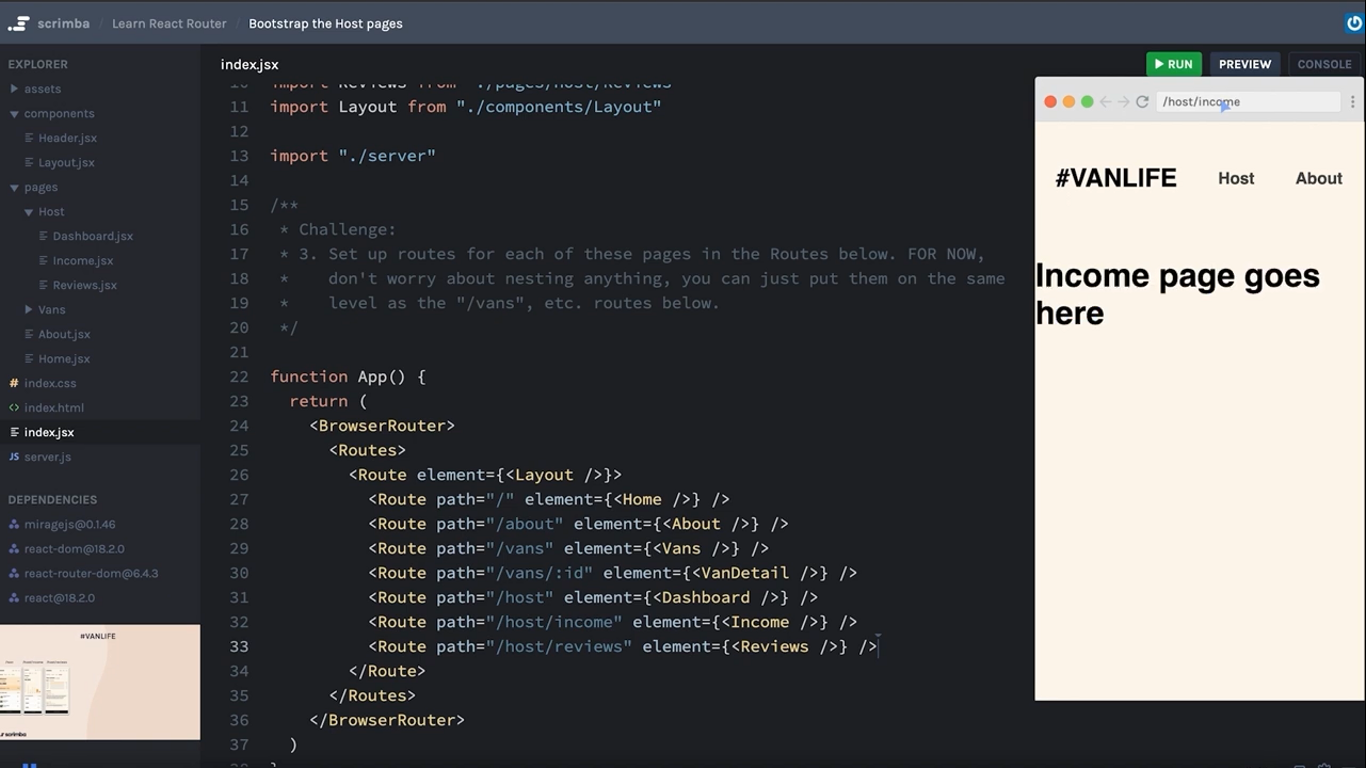 scrimba / Learn React Router / Bootstrap the Host pages
EXPLORER
assets
components
Header.jsx
Layout.jsx
pages
Host
Dashboard.jsx
Income.jsx
Reviews.jsx
Vans
About.jsx
Home.jsx
# index.css
<> index.html
index.jsx
JS server.js
DEPENDENCIES
miragejs@0.1.46
react-dom@18.2.0
react-router-dom@6.4.3
react@18.2.0
#VANLIFE
index.jsx
RUN
PREVIEW
CONSOLE
10 import Reviews from "./pages/Host/Reviews"
11 import Layout from "./components/Layout"
12
13 import "./server"
14
15 /**
16 * Challenge:
17 * 3. Set up routes for each of these pages in the Routes below. FOR NOW,
18 * don't worry about nesting anything, you can just put them on the same
19 * level as the "/vans", etc. routes below.
20 */
21
22 function App() {
23 return (
24 <BrowserRouter>
25 <Routes>
26 <Route element={<Layout />}>
27 <Route path="/" element={<Home />} />
28 <Route path="/about" element={<About />} />
29 <Route path="/vans" element={<Vans />} />
30 <Route path="/vans/:id" element={<VanDetail />} />
31 <Route path="/host" element={<Dashboard />} />
32 <Route path="/host/income" element={<Income />} />
33 <Route path="/host/reviews" element={<Reviews />} />
34 </Route>
35 </Routes>
36 </BrowserRouter>
37 )
/host/income
#VANLIFE Host About
Income page goes
here